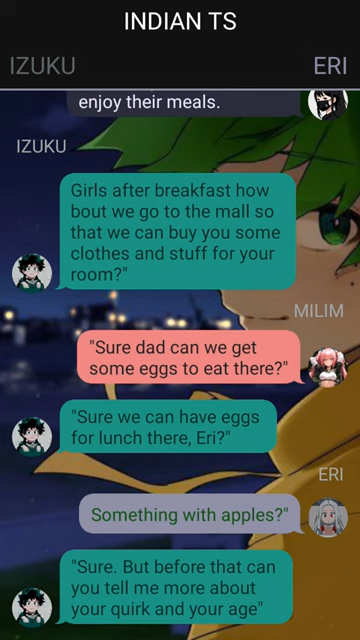 INDIAN TS
IZUKU
ERI
enjoy their meals.
IZUKU
Girls after breakfast how
bout we go to the mall so
that we can buy you some
clothes and stuff for your
room?"
MILIM
"Sure dad can we get
some eggs to eat there?"
"Sure we can have eggs
for lunch there, Eri?"
ERI
Something with apples?"
"Sure. But before that can
you tell me more about
your quirk and your age"